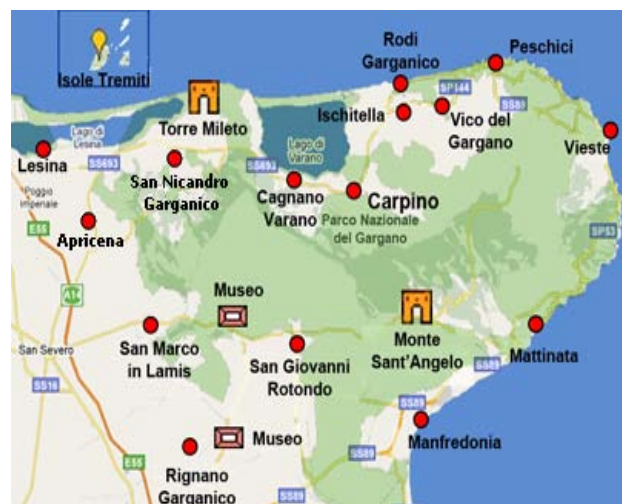 Isole Tremiti
Rodi
Garganico
Peschici
SP144
SS89
Torre Mileto
Ischitella
Vico del
Gargano
Vieste
Lago di
Lesina
Lago di
Varano
Lesina
SS693
SS693
San Nicandro
Garganico
Cagnano
Varano
Carpino
Poggio
Imperiale
Parco Nazionale
del Gargano
Apricena
E55
SP53
A14
Museo
San Severo
San Marco
in Lamis
San Giovanni
Rotondo
Monte
Sant'Angelo
Mattinata
SS16
SS89
SS89
Manfredonia
Museo
E55
SS89
Rignano
Garganico
SS89